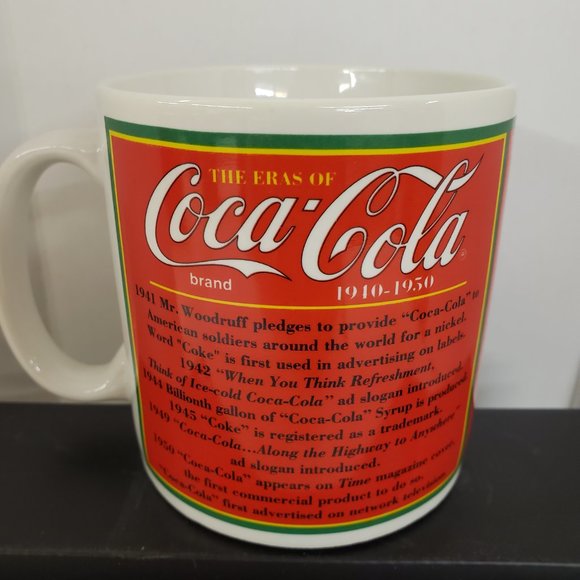 THE ERAS OF
Coca-Cola ®
brand
1940-1950
1941 Mr. Woodruff pledges to provide "Coca-Cola" to
American soldiers around the world for a nickel.
Word "Coke" is first used in advertising on labels.
1942 "When You Think Refreshment,
Think of Ice-cold Coca-Cola" ad slogan introduced.
1944 Billionth gallon of "Coca-Cola" Syrup is produced.
1945 "Coke" is registered as a trademark.
1949 "Coca-Cola...Along the Highway to Anywhere"
ad slogan introduced.
1950 "Coca-Cola" appears on Time magazine cover,
the first commercial product to do so.
"Coca-Cola" first advertised on network television.